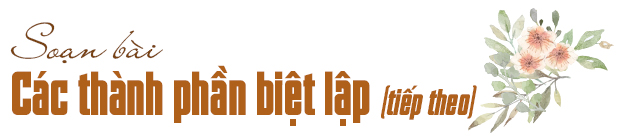 Soạn bài
Các thành phần biệt lập (tiếp theo)